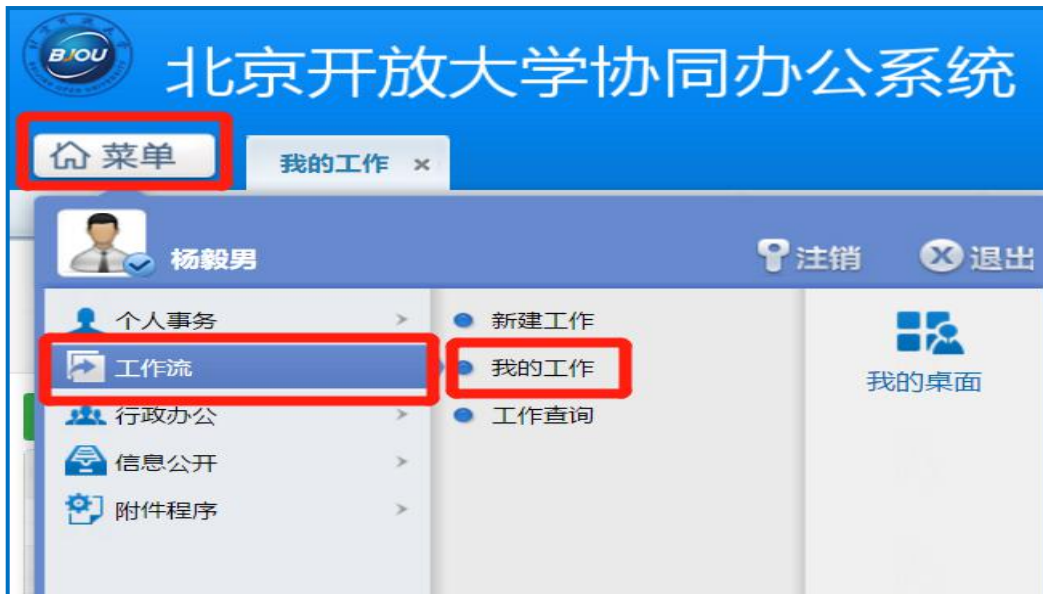 BJOU
北京开放大学协同办公系统
菜单
我的工作 ×
杨毅男
注销
退出
个人事务 >
新建工作
工作流
我的工作
我的桌面
行政办公 >
工作查询
信息公开 >
附件程序 >